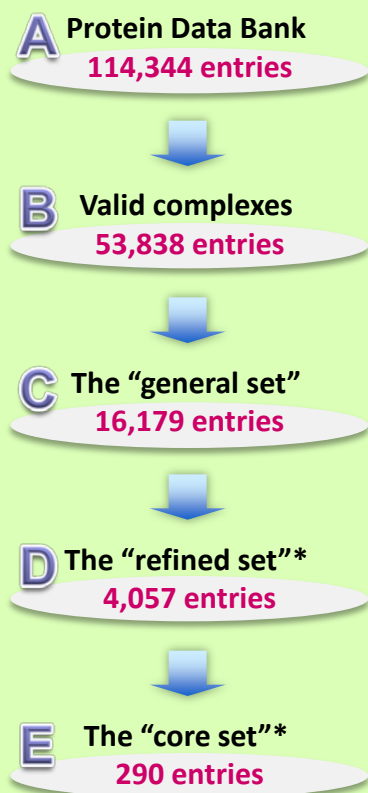 A Protein Data Bank
114,344 entries
B Valid complexes
53,838 entries
C The “general set”
16,179 entries
D The “refined set”*
4,057 entries
E The “core set”*
290 entries